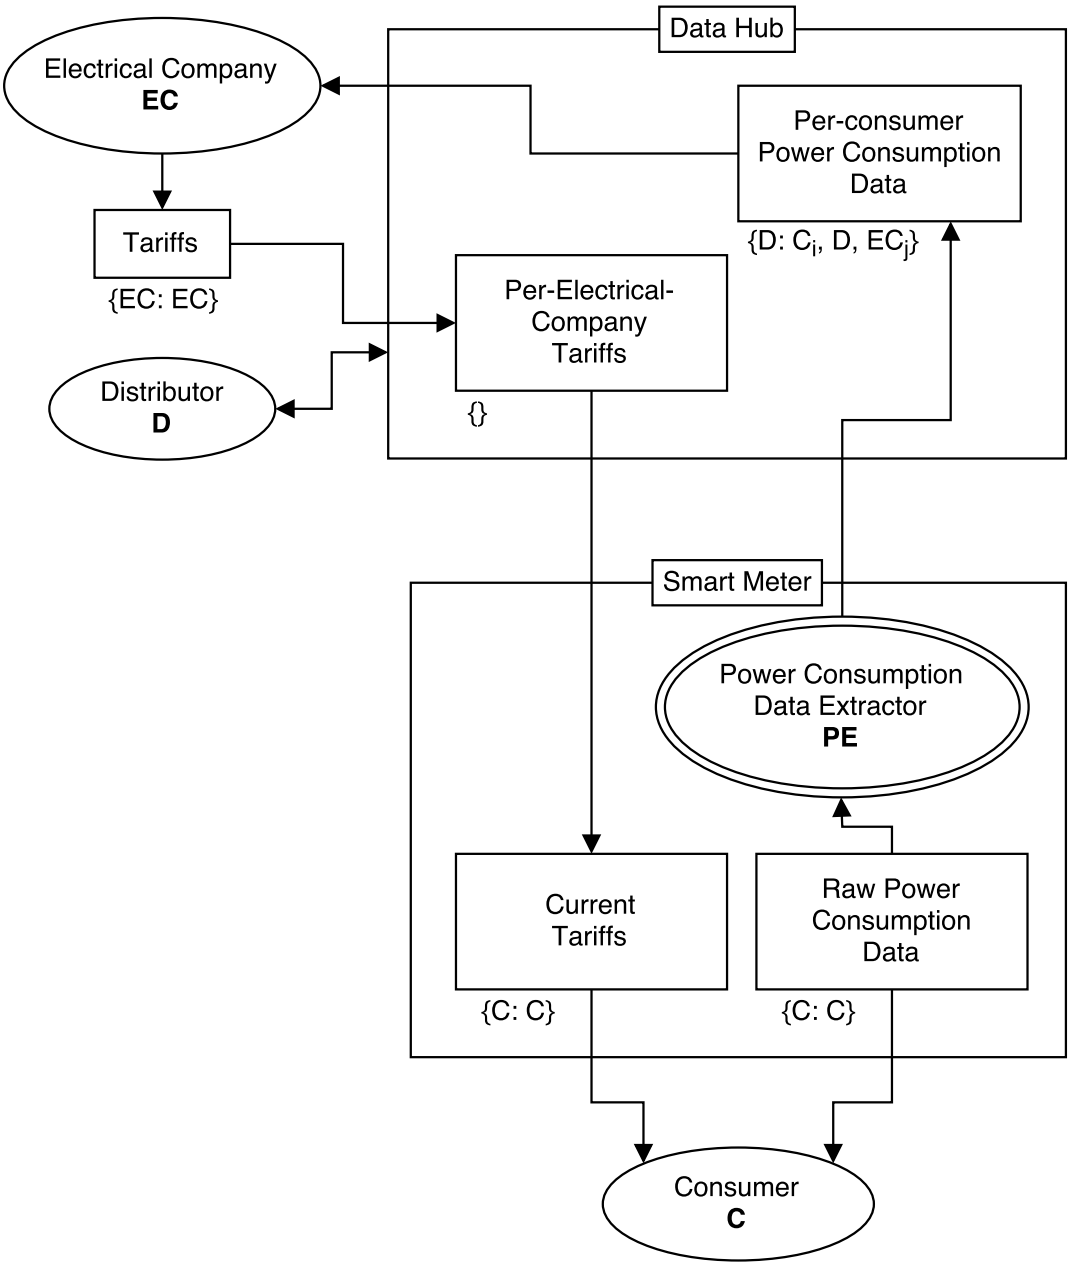 Data Hub
Electrical Company
EC
Per-consumer
Power Consumption
Data
{D: Cᵢ, D, ECⱼ}
Tariffs
{EC: EC}
Per-Electrical-
Company
Tariffs
{}
Distributor
D
Smart Meter
Power Consumption
Data Extractor
PE
Current
Tariffs
{C: C}
Raw Power
Consumption
Data
{C: C}
Consumer
C